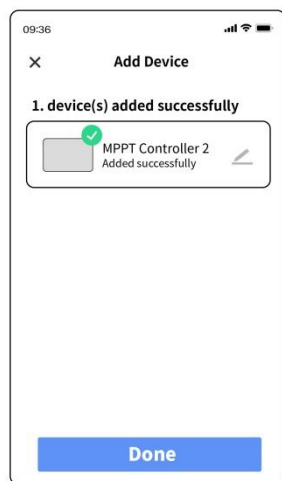 09:36
Add Device
1. device(s) added successfully
MPPT Controller 2
Added successfully
Done